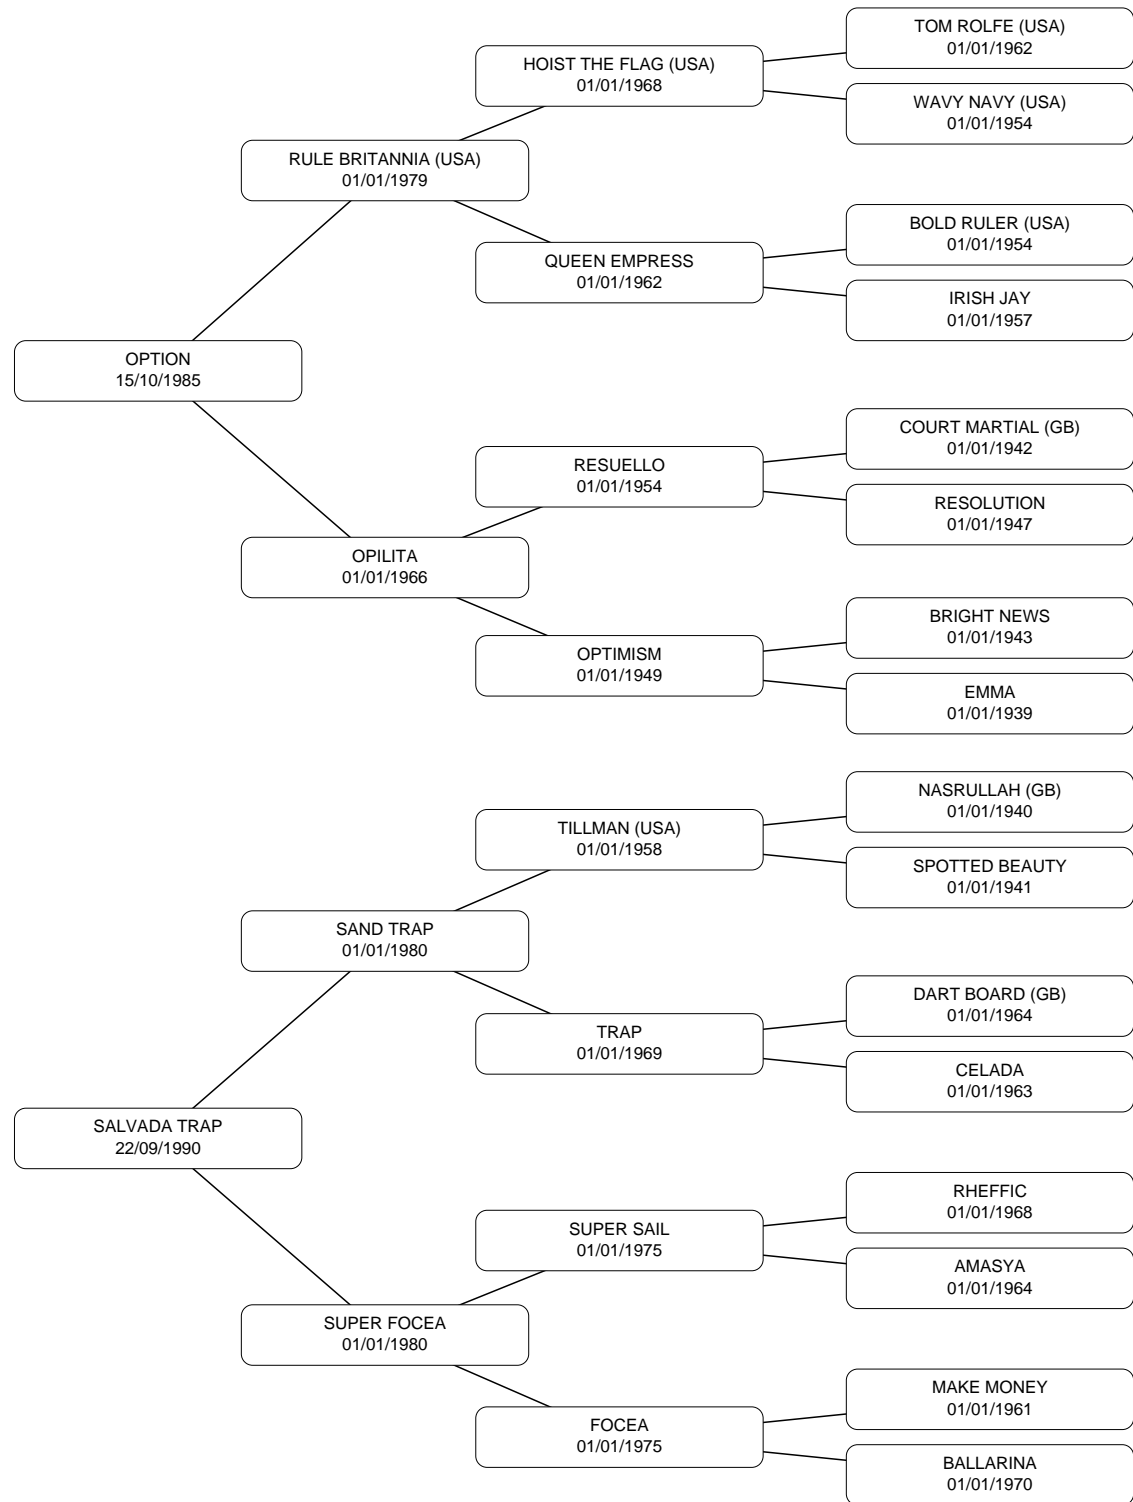 TOM ROLFE (USA)
01/01/1962
HOIST THE FLAG (USA)
01/01/1968
WAVY NAVY (USA)
01/01/1954
RULE BRITANNIA (USA)
01/01/1979
BOLD RULER (USA)
01/01/1954
QUEEN EMPRESS
01/01/1962
IRISH JAY
01/01/1957
OPTION
15/10/1985
COURT MARTIAL (GB)
01/01/1942
RESUELLO
01/01/1954
RESOLUTION
01/01/1947
OPILITA
01/01/1966
BRIGHT NEWS
01/01/1943
OPTIMISM
01/01/1949
EMMA
01/01/1939
NASRULLAH (GB)
01/01/1940
TILLMAN (USA)
01/01/1958
SPOTTED BEAUTY
01/01/1941
SAND TRAP
01/01/1980
DART BOARD (GB)
01/01/1964
TRAP
01/01/1969
CELADA
01/01/1963
SALVADA TRAP
22/09/1990
RHEFFIC
01/01/1968
SUPER SAIL
01/01/1975
AMASYA
01/01/1964
SUPER FOCEA
01/01/1980
MAKE MONEY
01/01/1961
FOCEA
01/01/1975
BALLARINA
01/01/1970